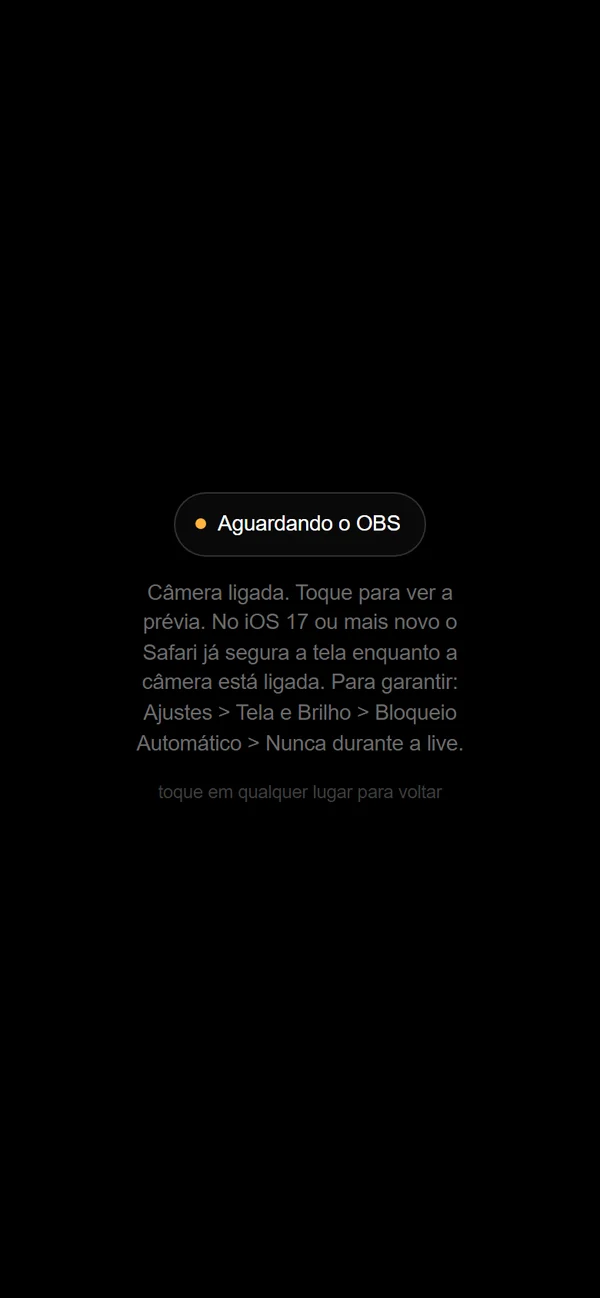 Aguardando o OBS
Câmera ligada. Toque para ver a
prévia. No iOS 17 ou mais novo o
Safari já segura a tela enquanto a
câmera está ligada. Para garantir:
Ajustes > Tela e Brilho > Bloqueio
Automático > Nunca durante a live.
toque em qualquer lugar para voltar